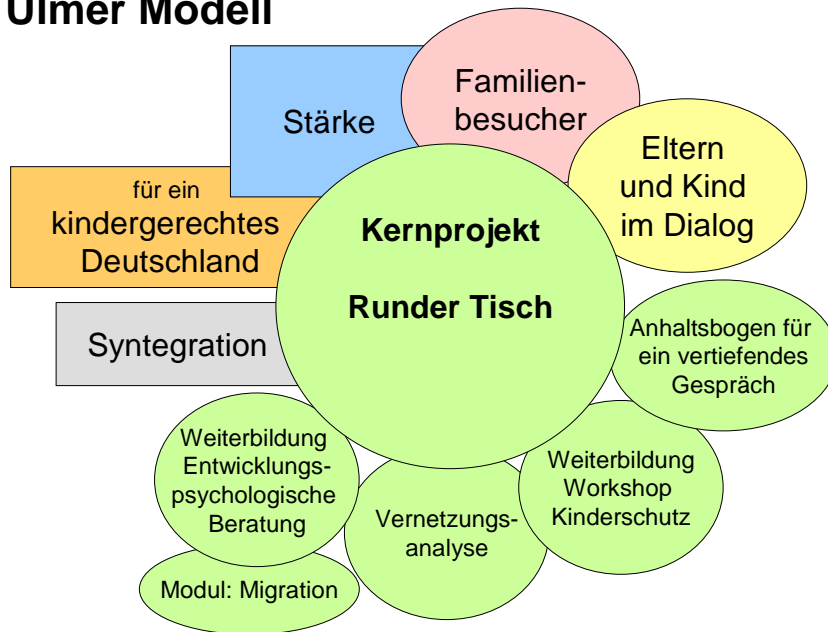 Ulmer Modell
Familien-
besucher
Stärke
Eltern
und Kind
im Dialog
für ein
kindergerechtes
Deutschland
Kernprojekt
Runder Tisch
Syntegration
Anhaltsbogen für
ein vertiefendes
Gespräch
Weiterbildung
Entwicklungs-
psychologische
Beratung
Weiterbildung
Workshop
Kinderschutz
Vernetzungs-
analyse
Modul: Migration